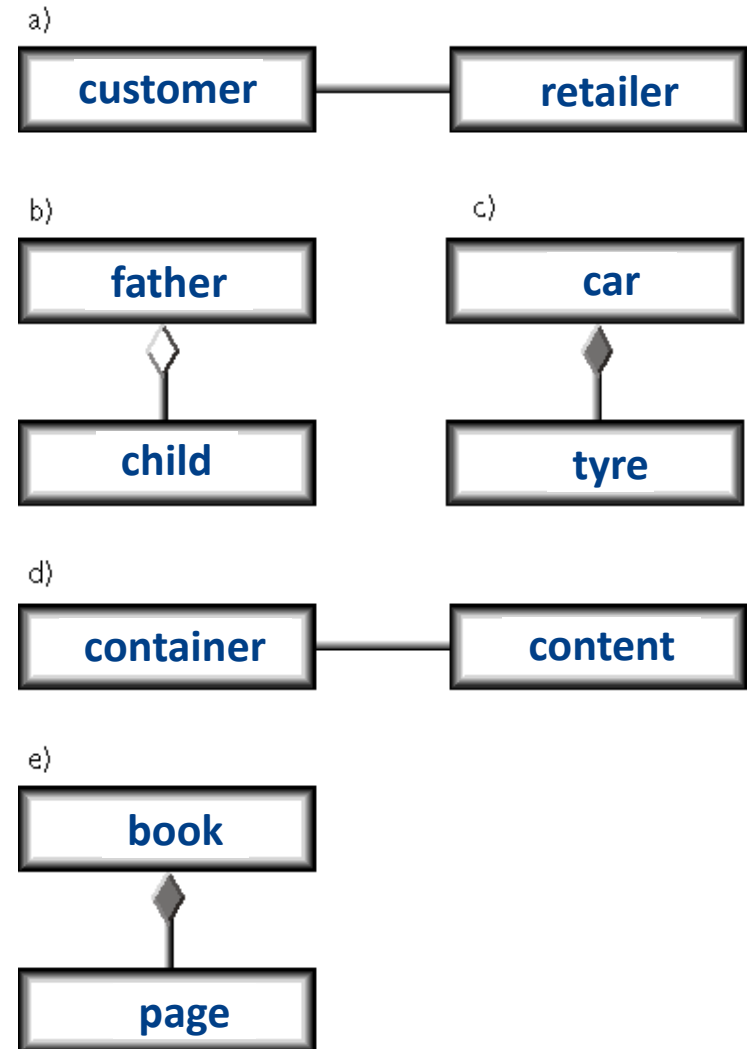 a)
customer
retailer
b)
c)
father
car
child
tyre
d)
container
content
e)
book
page